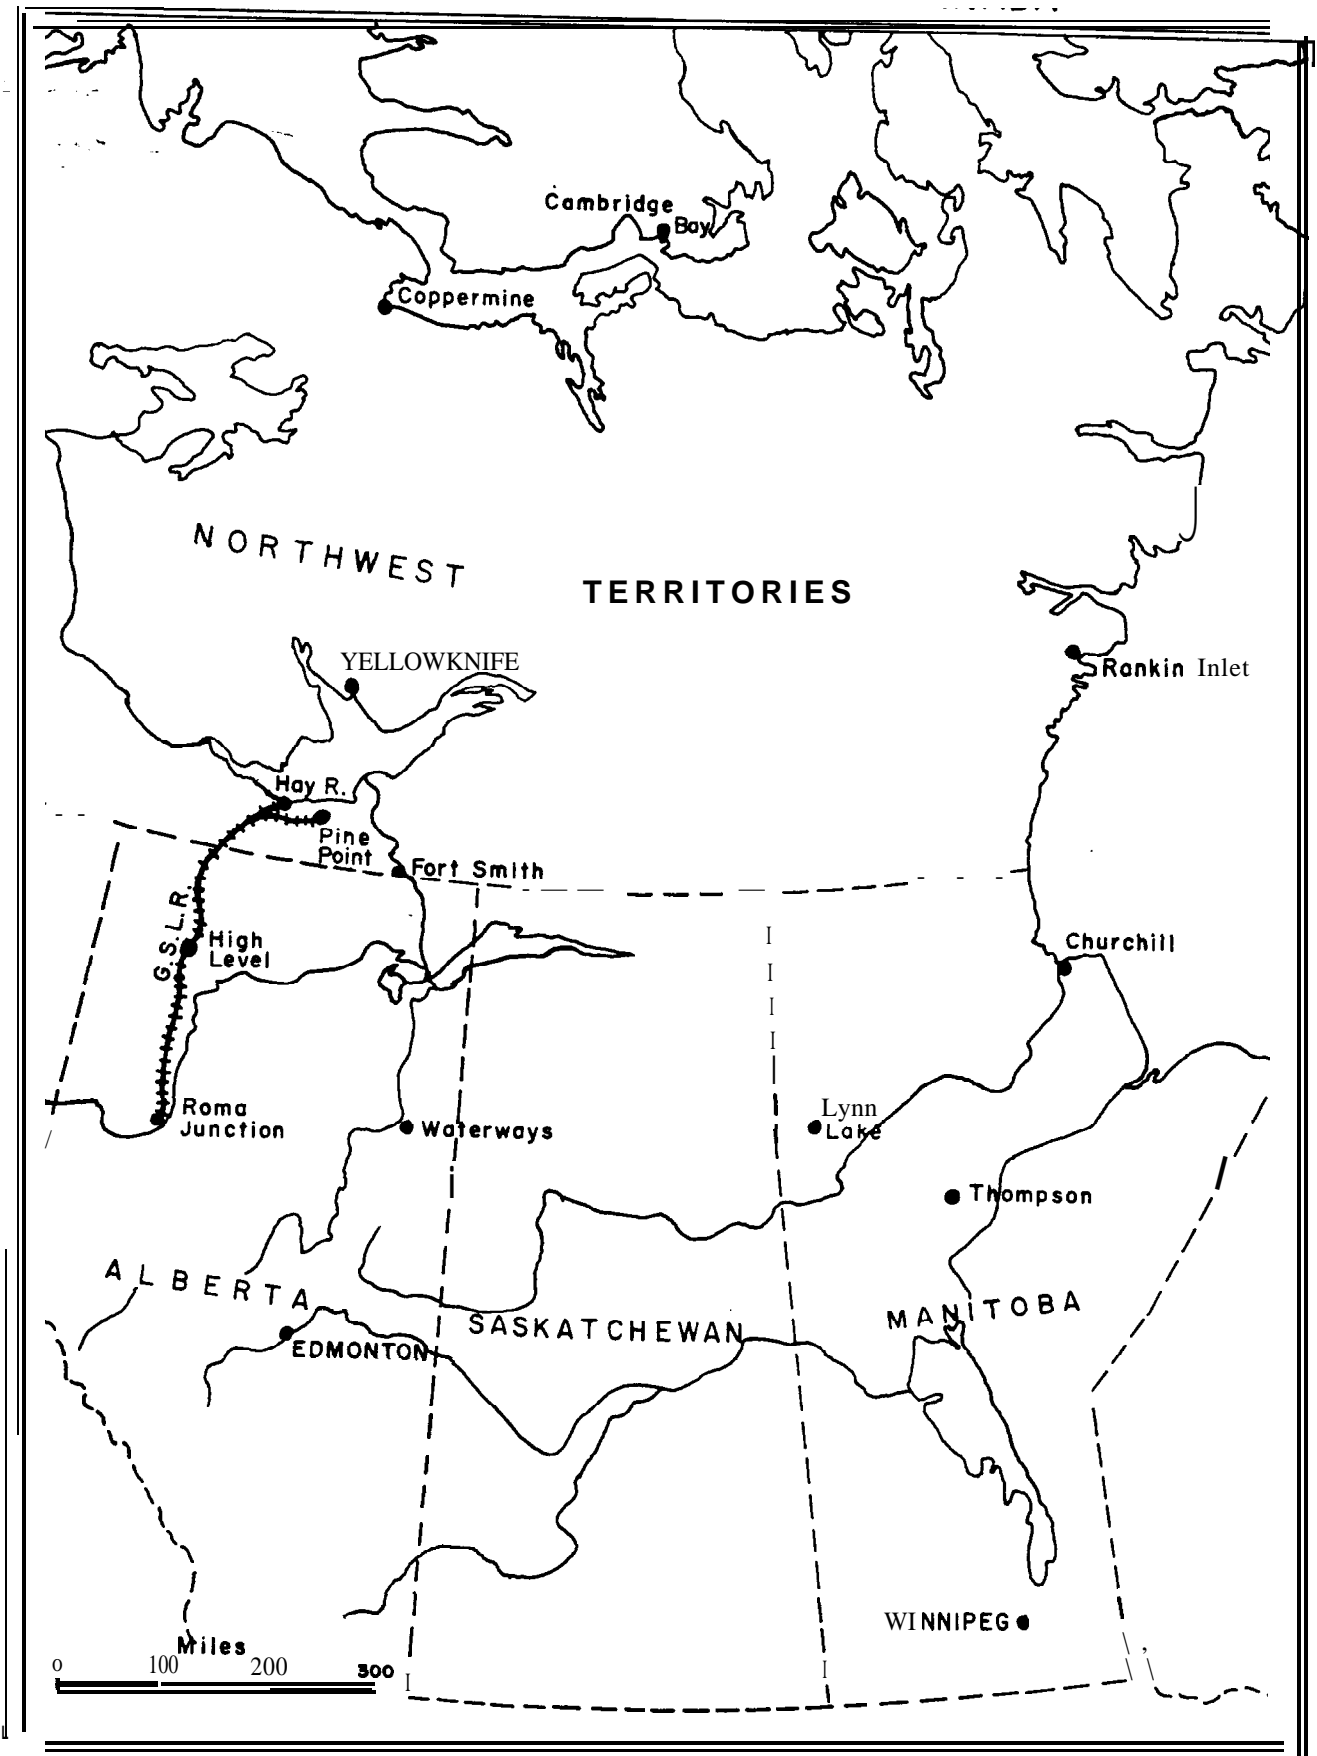 Cambridge
Bay
Coppermine
NORTHWEST
TERRITORIES
YELLOWKNIFE
Rankin Inlet
Hay R.
Pine
Point
Fort Smith
G.S.L.R.
High
Level
Churchill
Roma
Junction
Waterways
Lynn
Lake
Thompson
ALBERTA
SASKATCHEWAN
MANITOBA
EDMONTON
WINNIPEG
Miles
0 100 200 300